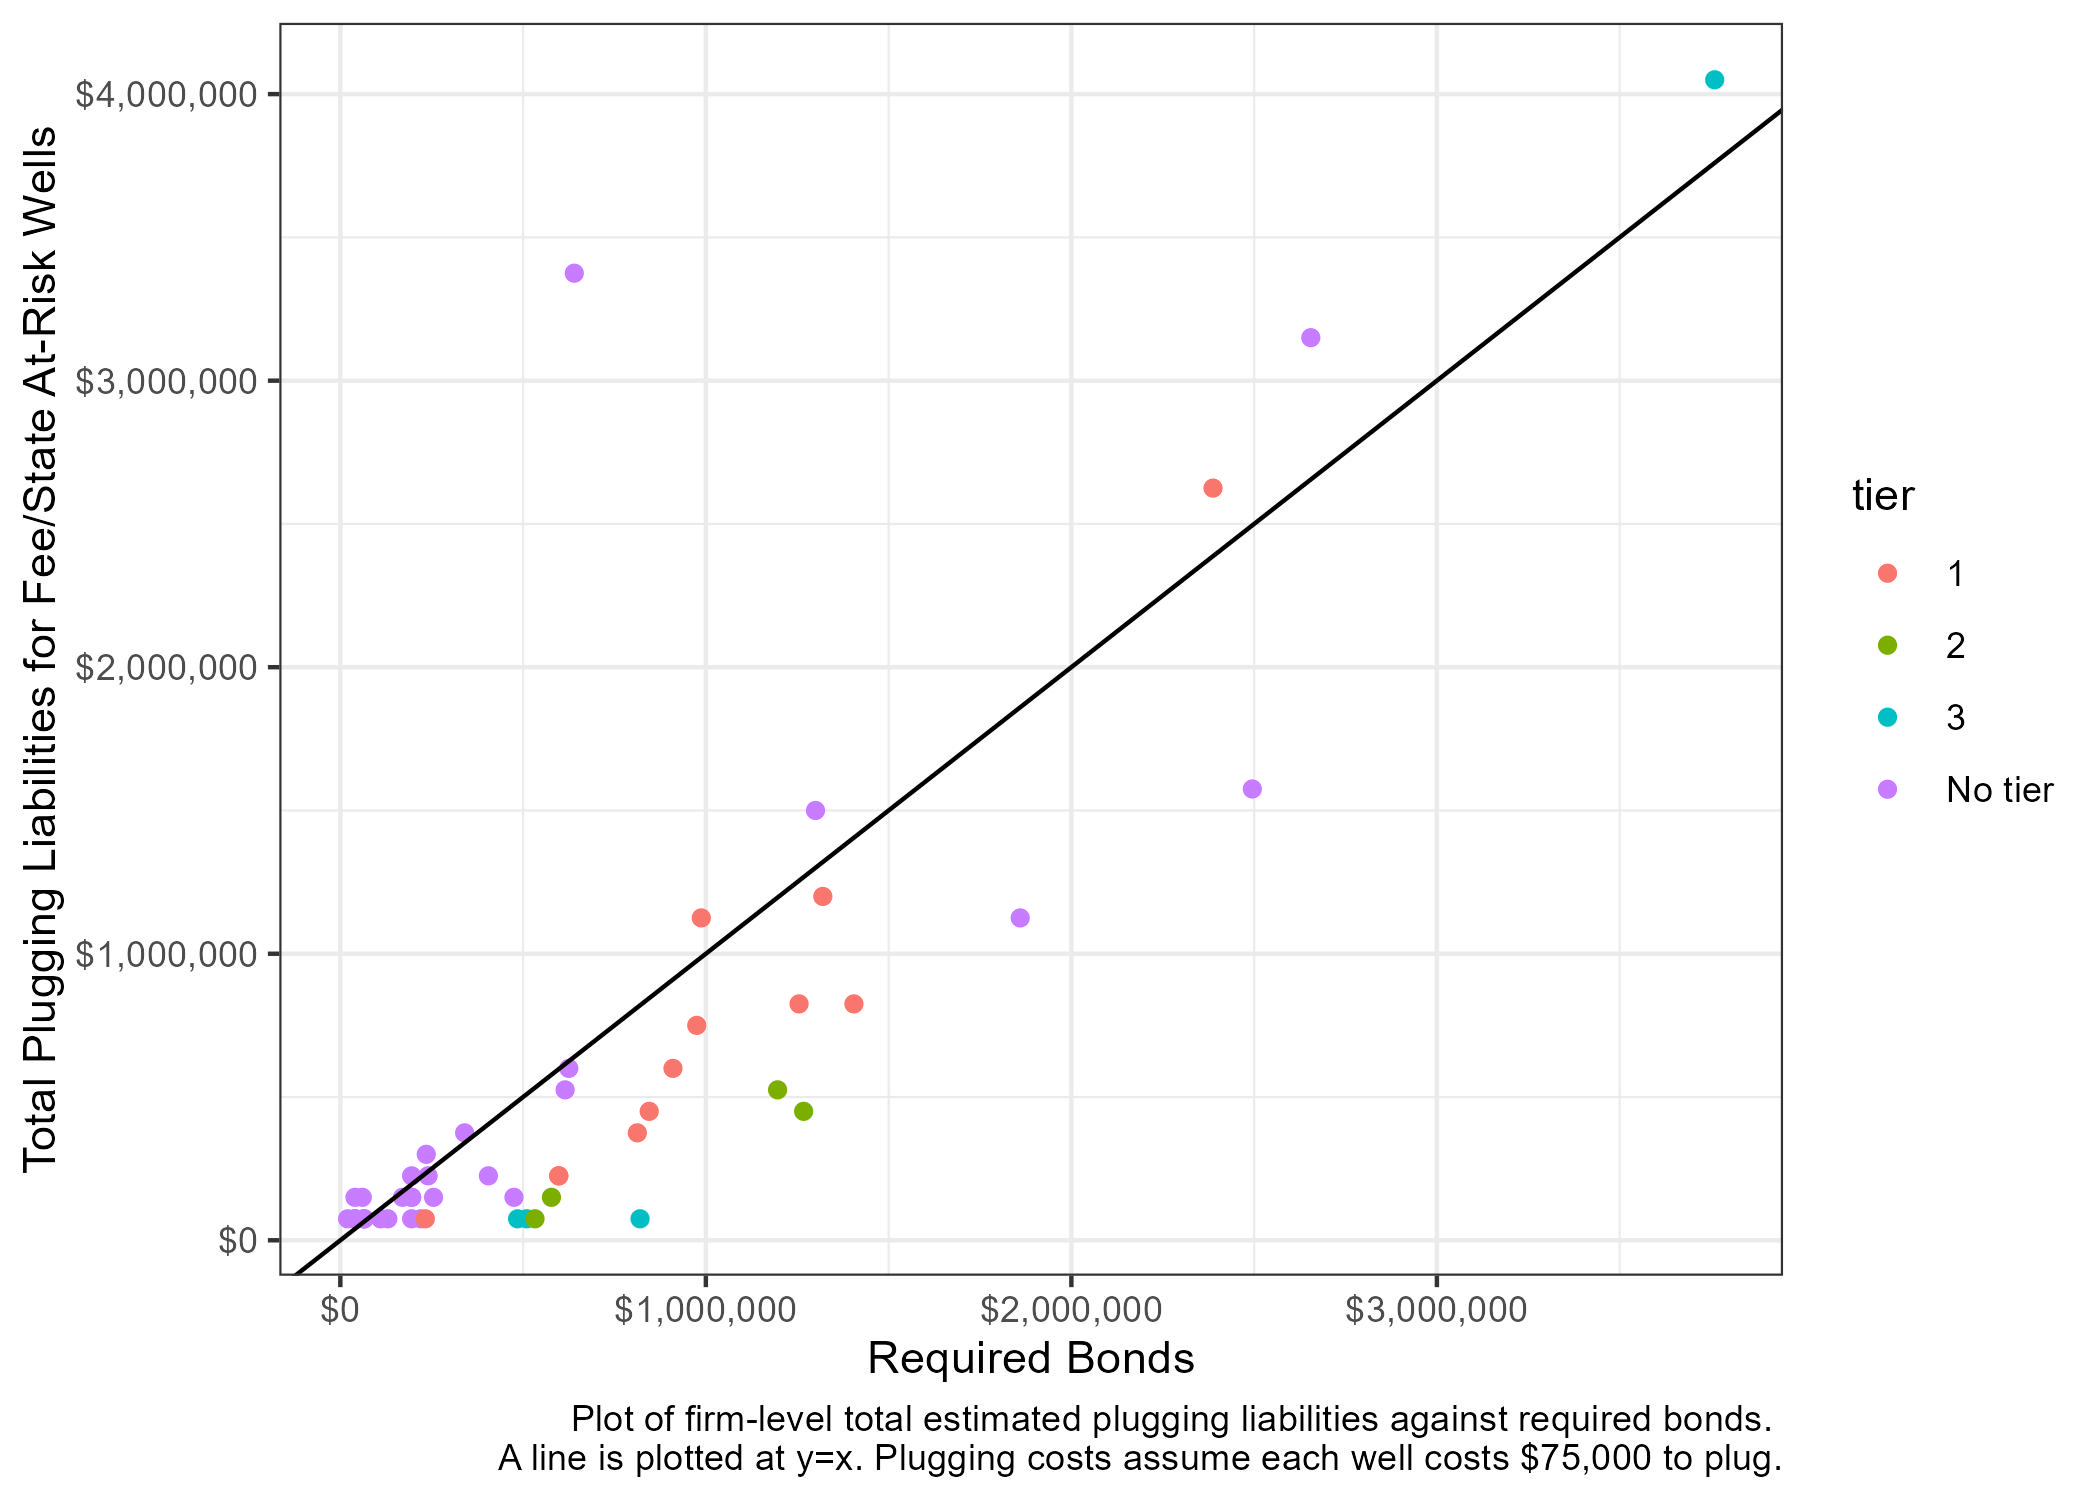 Total Plugging Liabilities for Fee/State At-Risk Wells
$4,000,000
$3,000,000
$2,000,000
$1,000,000
$0
$0
$1,000,000
$2,000,000
$3,000,000
Required Bonds
tier
1
2
3
No tier
Plot of firm-level total estimated plugging liabilities against required bonds.
A line is plotted at y=x. Plugging costs assume each well costs $75,000 to plug.